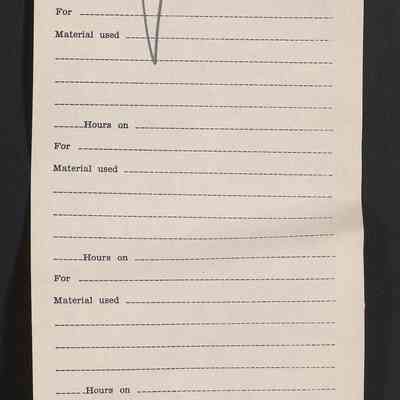 For
Material used
Hours on
For
Material used
Hours on
For
Material used
Hours on